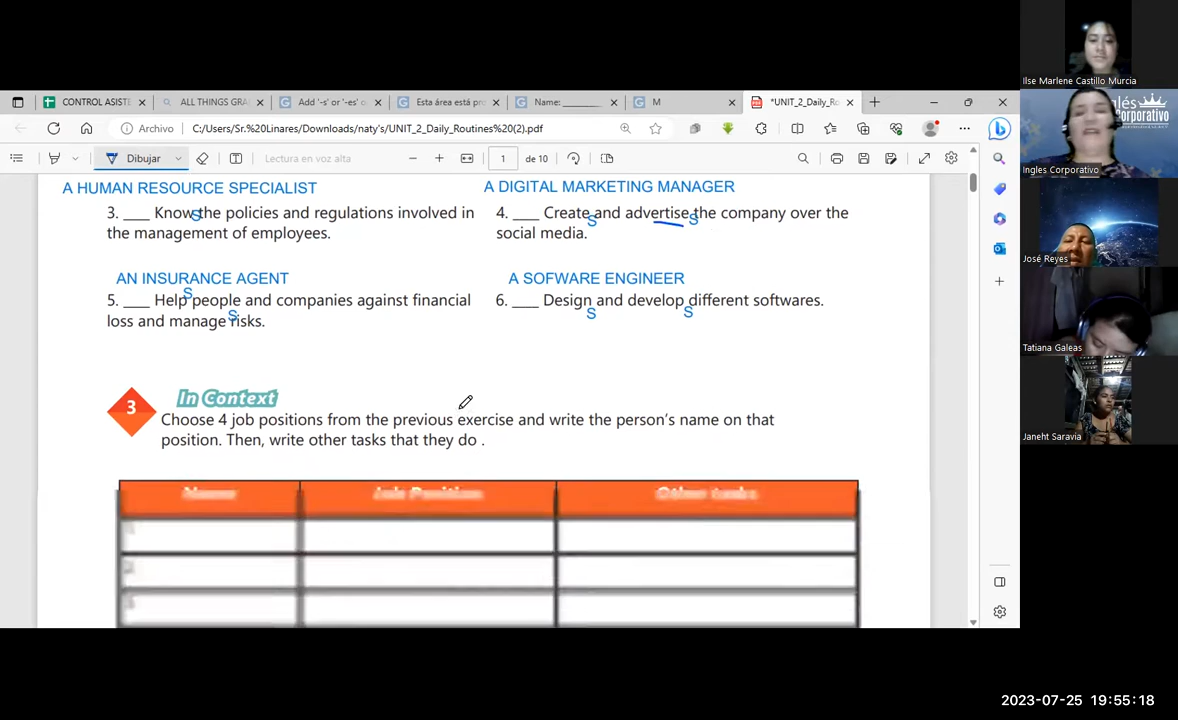 Ilse Marlene Castillo Murcia
CONTROL ASISTE
ALL THINGS GRA
Add '-s' or '-es' o
Esta área está pro
Name: ________
M
*UNIT_2_Daily_Ro
Archivo
C:/Users/Sr.%20Linares/Downloads/naty's/UNIT_2_Daily_Routines%20(2).pdf
Dibujar
Lectura en voz alta
1
de 10
Ingles Corporativo
A HUMAN RESOURCE SPECIALIST
A DIGITAL MARKETING MANAGER
3. ____ Know the policies and regulations involved in
S
the management of employees.
4. ____ Create and advertise the company over the
S S
social media.
AN INSURANCE AGENT
A SOFWARE ENGINEER
5. ____ Help people and companies against financial
S
loss and manage risks.
S
6. ____ Design and develop different softwares.
S S
José Reyes
Tatiana Galeas
Janeht Saravia
3
In Context
Choose 4 job positions from the previous exercise and write the person's name on that
position. Then, write other tasks that they do .
Name Job Position Other tasks
2023-07-25 19:55:18